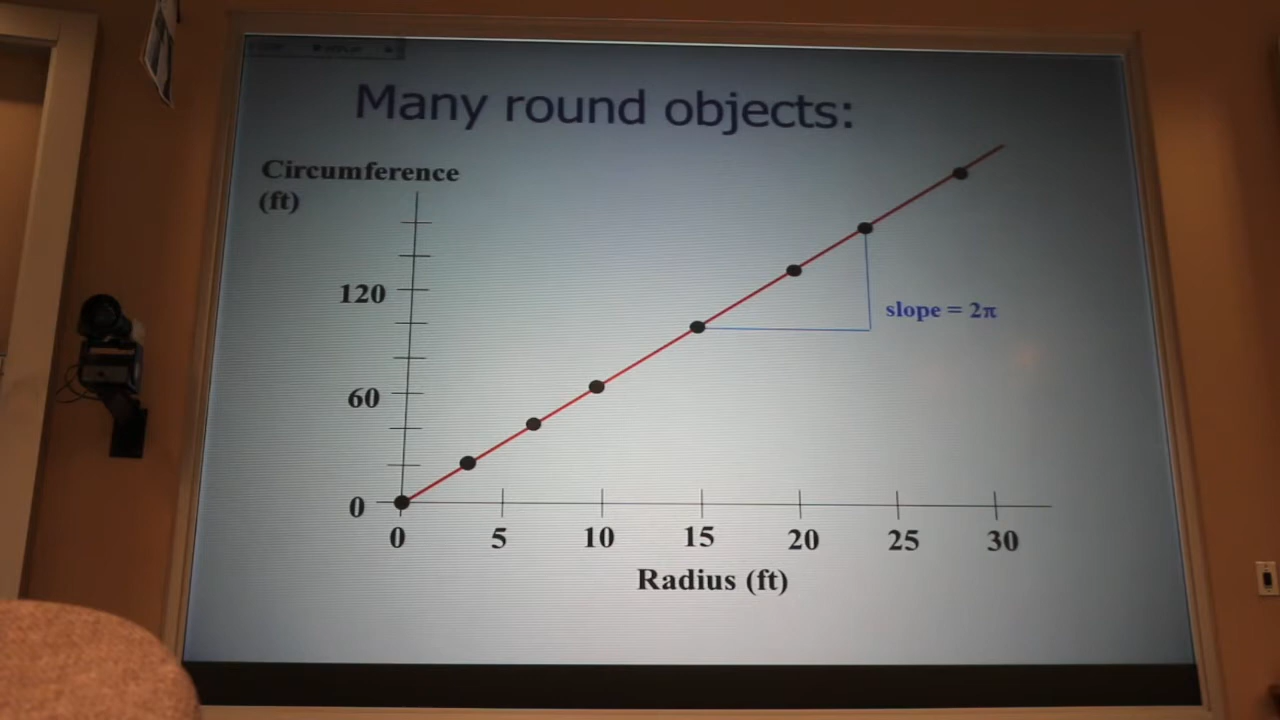 Many round objects:
Circumference
(ft)
120
60
0
slope = 2π
0 5 10 15 20 25 30
Radius (ft)